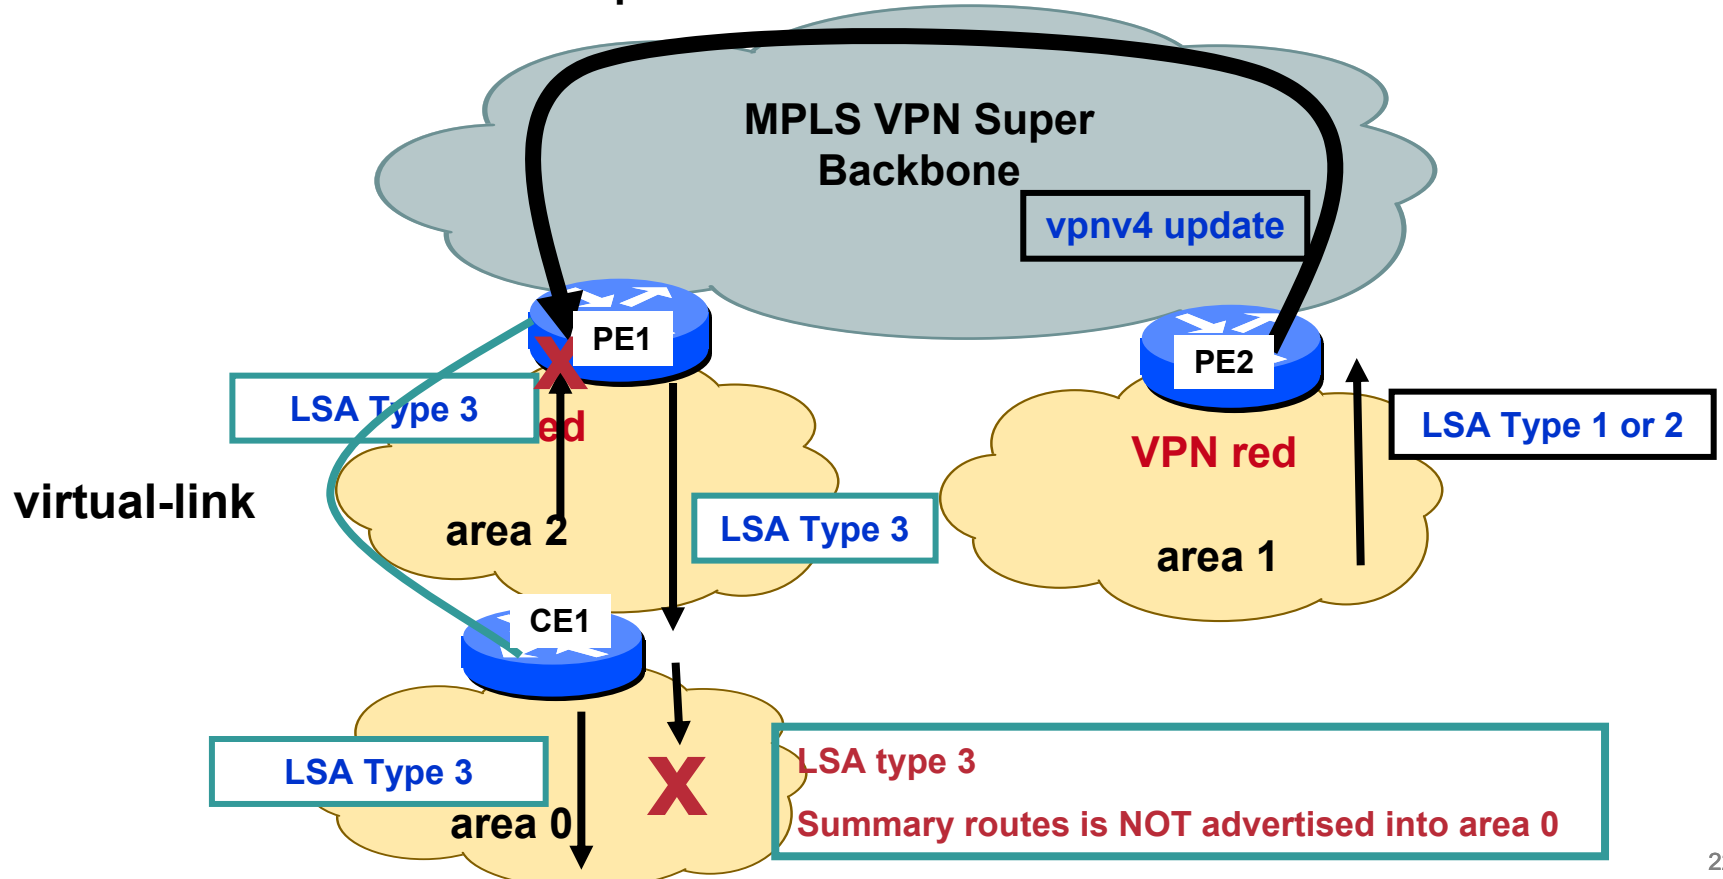 MPLS VPN Super
Backbone
vpnv4 update
PE1
PE2
X
LSA Type 3
ed
LSA Type 1 or 2
VPN red
virtual-link
area 2
LSA Type 3
area 1
CE1
LSA Type 3
X
LSA type 3
area 0
Summary routes is NOT advertised into area 0